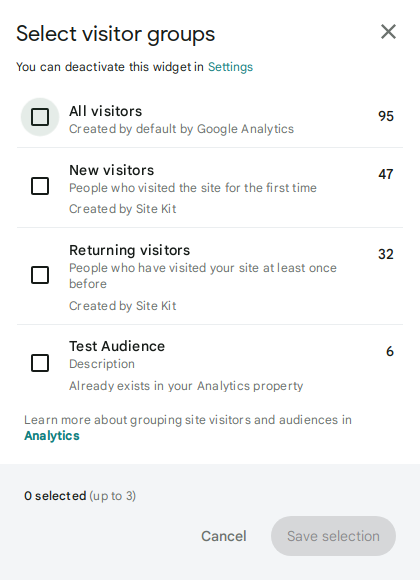 Select visitor groups
You can deactivate this widget in Settings
All visitors
95
Created by default by Google Analytics
New visitors
47
People who visited the site for the first time
Created by Site Kit
Returning visitors
32
People who have visited your site at least once
before
Created by Site Kit
Test Audience
6
Description
Already exists in your Analytics property
Learn more about grouping site visitors and audiences in
Analytics
0 selected (up to 3)
Cancel
Save selection